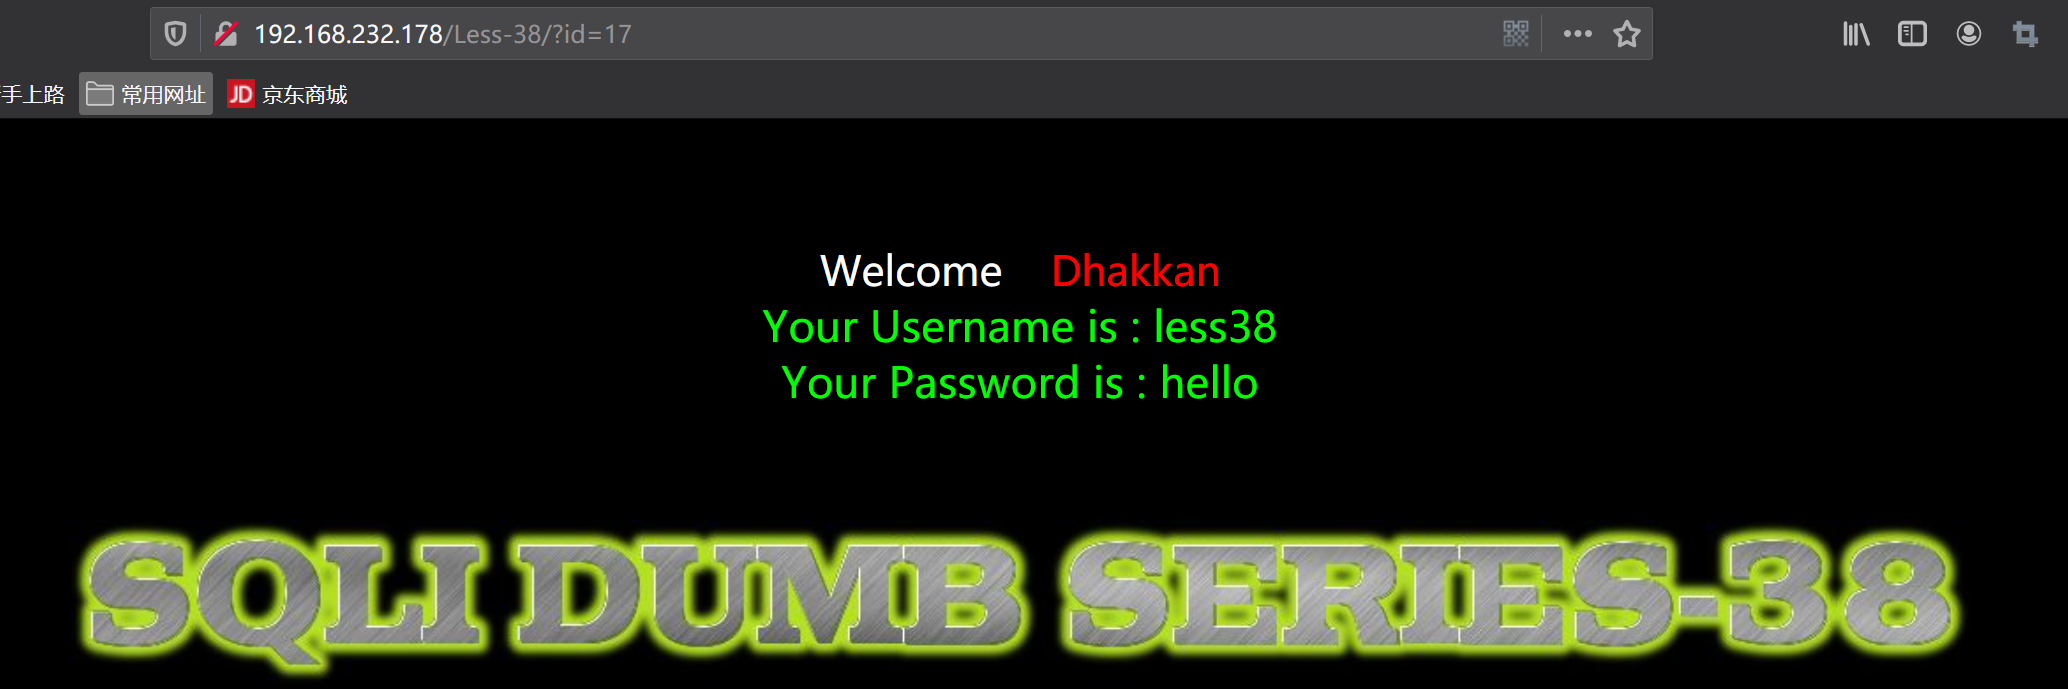 192.168.232.178/Less-38/?id=17
手上路 常用网址 JD 京东商城
Welcome Dhakkan
Your Username is : less38
Your Password is : hello
SQLI DUMB SERIES-38